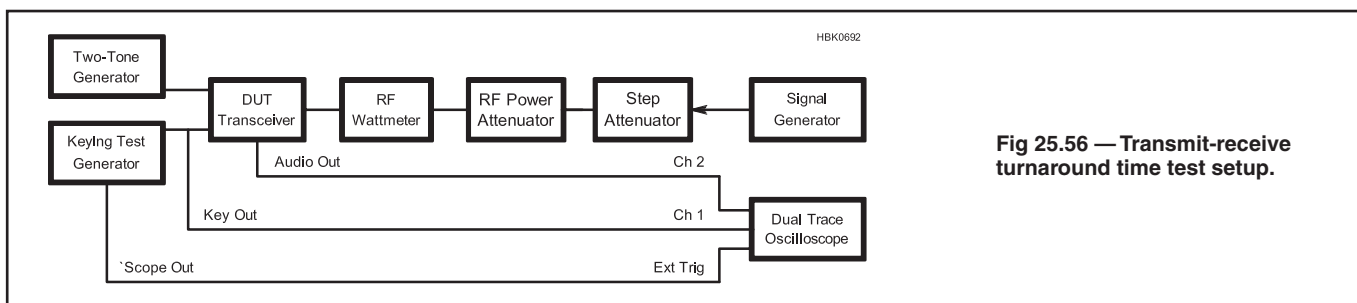 HBK0692
Two-Tone
Generator
DUT
Transceiver
RF
Wattmeter
RF Power
Attenuator
Step
Attenuator
Signal
Generator
KeyIng Test
Generator
Audio Out
Ch 2
Key Out
Ch 1
Dual Trace
Oscilloscope
`Scope Out
Ext Trig
Fig 25.56 — Transmit-receive
turnaround time test setup.